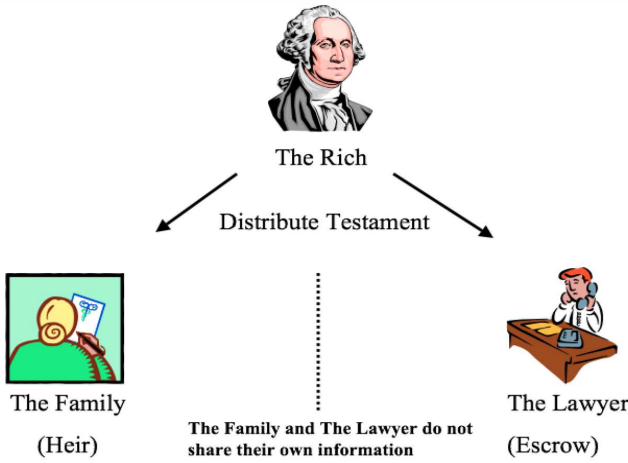 The Rich
Distribute Testament
The Family
(Heir)
The Family and The Lawyer do not
share their own information
The Lawyer
(Escrow)